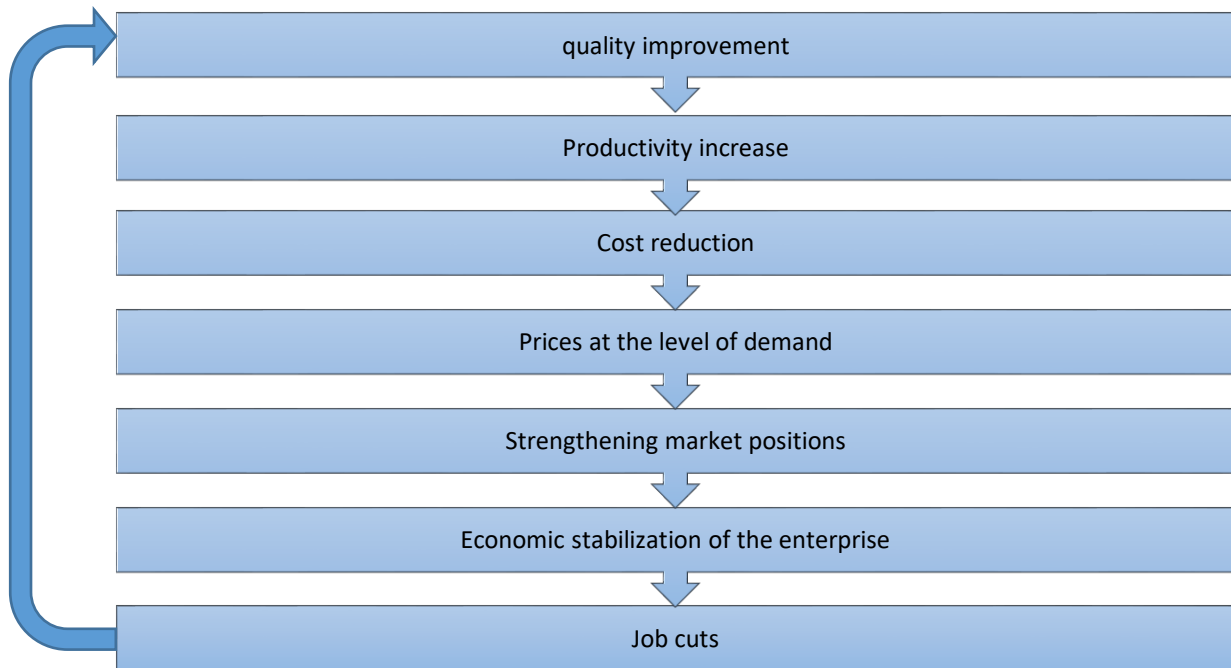 quality improvement
Productivity increase
Cost reduction
Prices at the level of demand
Strengthening market positions
Economic stabilization of the enterprise
Job cuts